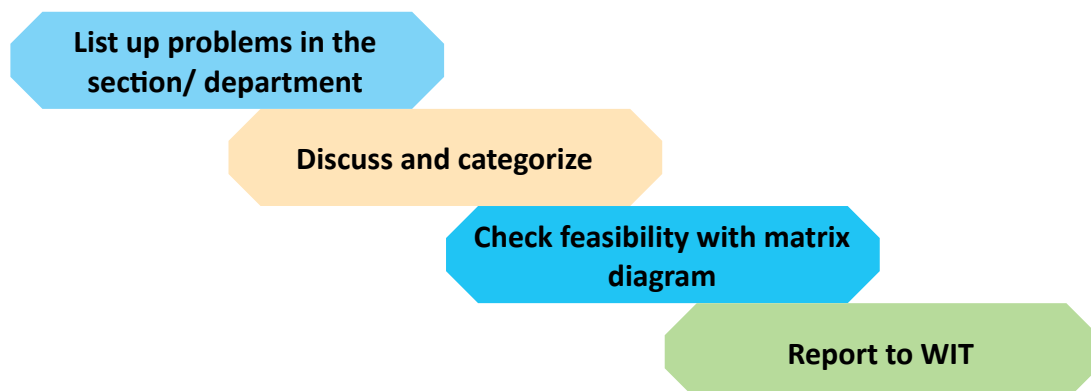 List up problems in the
section/ department
Discuss and categorize
Check feasibility with matrix
diagram
Report to WIT